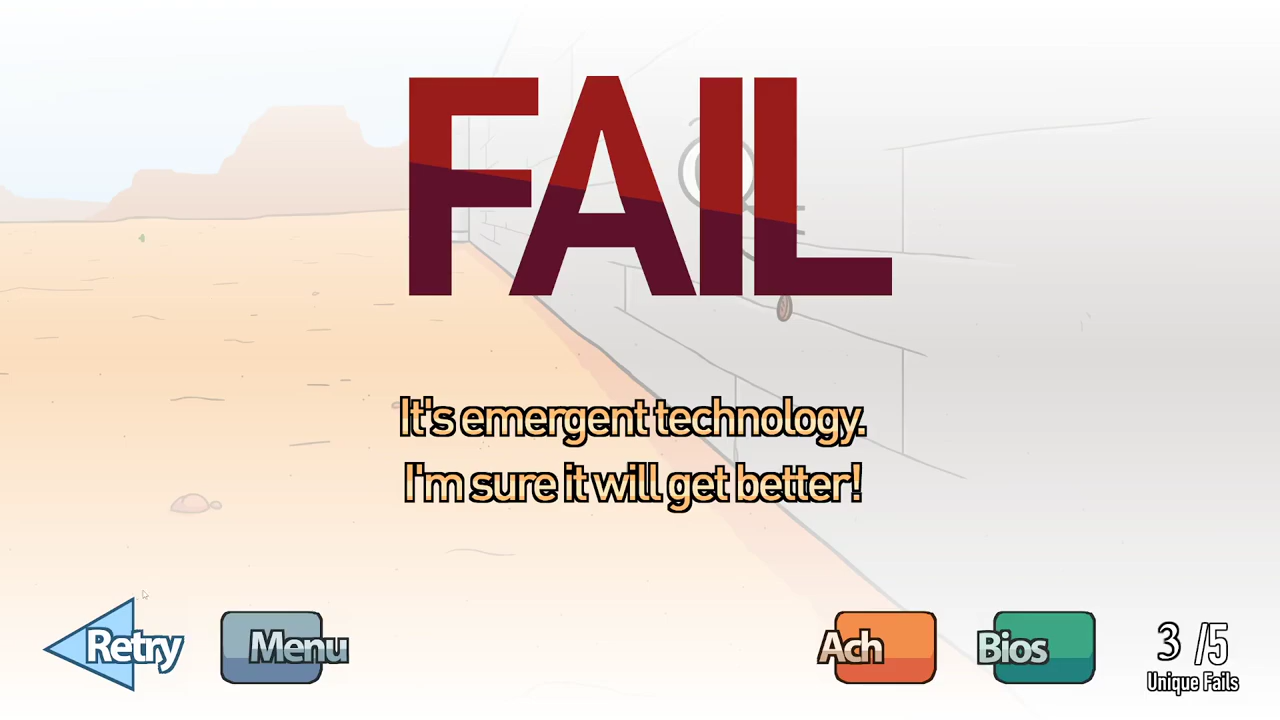 FAIL
It's emergent technology.
I'm sure it will get better!
Retry
Menu
Ach
Bios
3 /5
Unique Fails